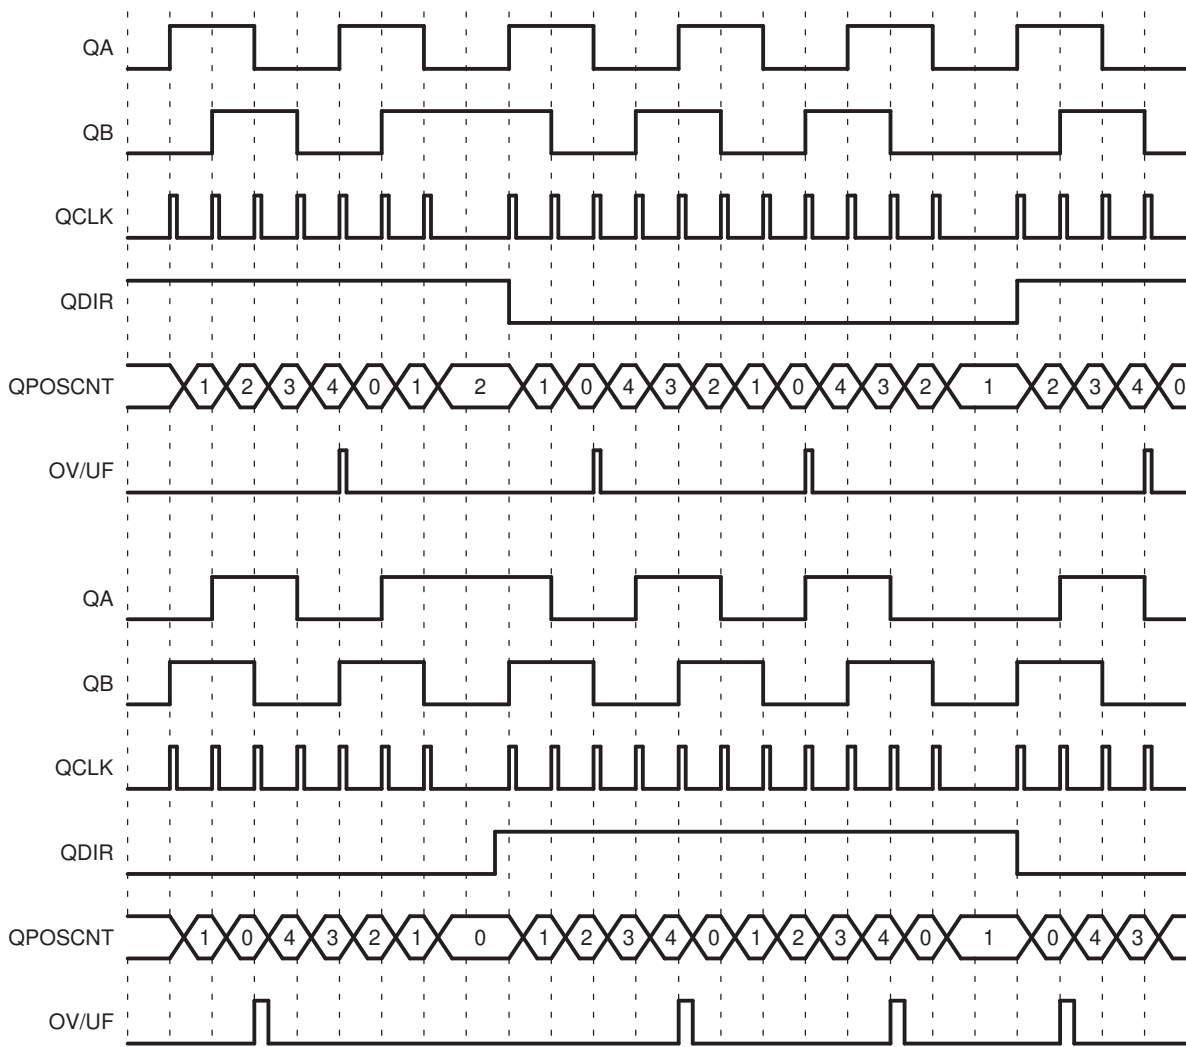 QA
QB
QCLK
QDIR
QPOSCNT 1 2 3 4 0 1 2 1 0 4 3 2 1 0 4 3 2 1 2 3 4 0
OV/UF
QA
QB
QCLK
QDIR
QPOSCNT 1 0 4 3 2 1 0 1 2 3 4 0 1 2 3 4 0 1 0 4 3
OV/UF